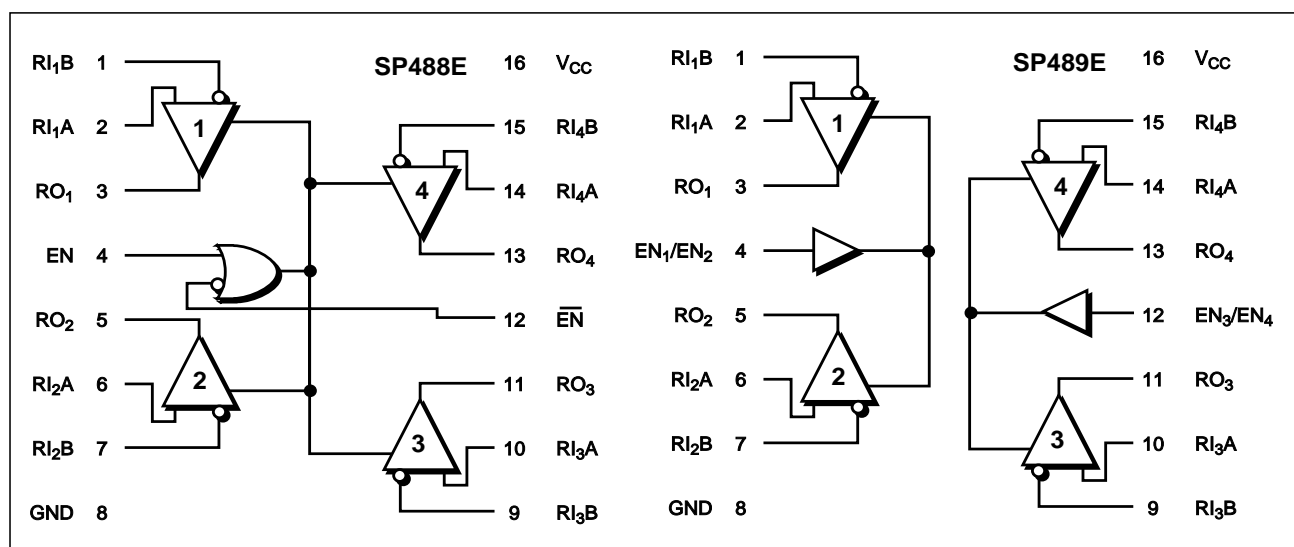 SP488E
RI₁B 1
RI₁A 2
RO₁ 3
EN 4
RO₂ 5
RI₂A 6
RI₂B 7
GND 8
16 V_CC
15 RI₄B
14 RI₄A
13 RO₄
12 E̅N̅
11 RO₃
10 RI₃A
9 RI₃B
1
2
4
3
SP489E
RI₁B 1
RI₁A 2
RO₁ 3
EN₁/EN₂ 4
RO₂ 5
RI₂A 6
RI₂B 7
GND 8
16 V_CC
15 RI₄B
14 RI₄A
13 RO₄
12 EN₃/EN₄
11 RO₃
10 RI₃A
9 RI₃B
1
2
4
3